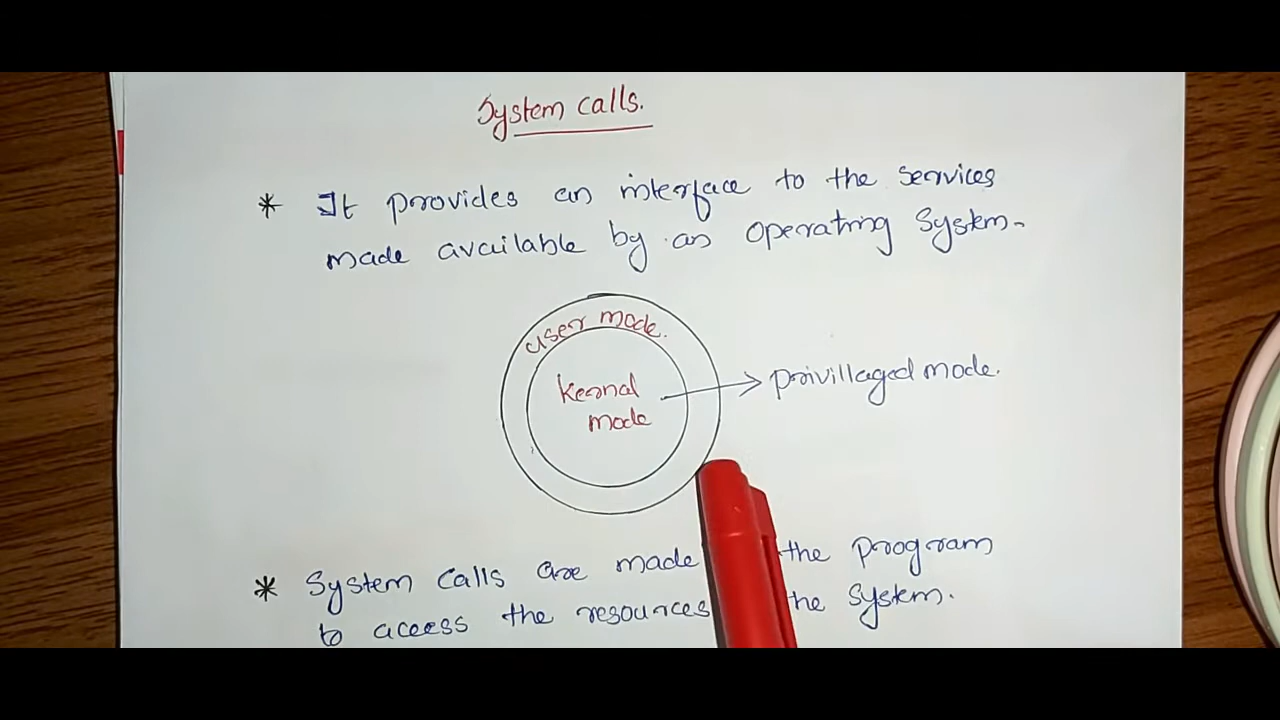 System calls.
* It provides an interface to the services
made available by an operating System.
user mode.
kernal
mode
privillaged mode.
* System calls are made the program
to access the resources the system.